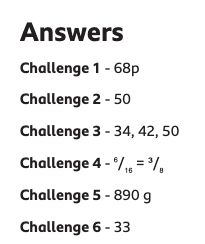 Answers
Challenge 1 - 68p
Challenge 2 - 50
Challenge 3 - 34, 42, 50
Challenge 4 - ⁶/₁₆ = ³/₈
Challenge 5 - 890 g
Challenge 6 - 33